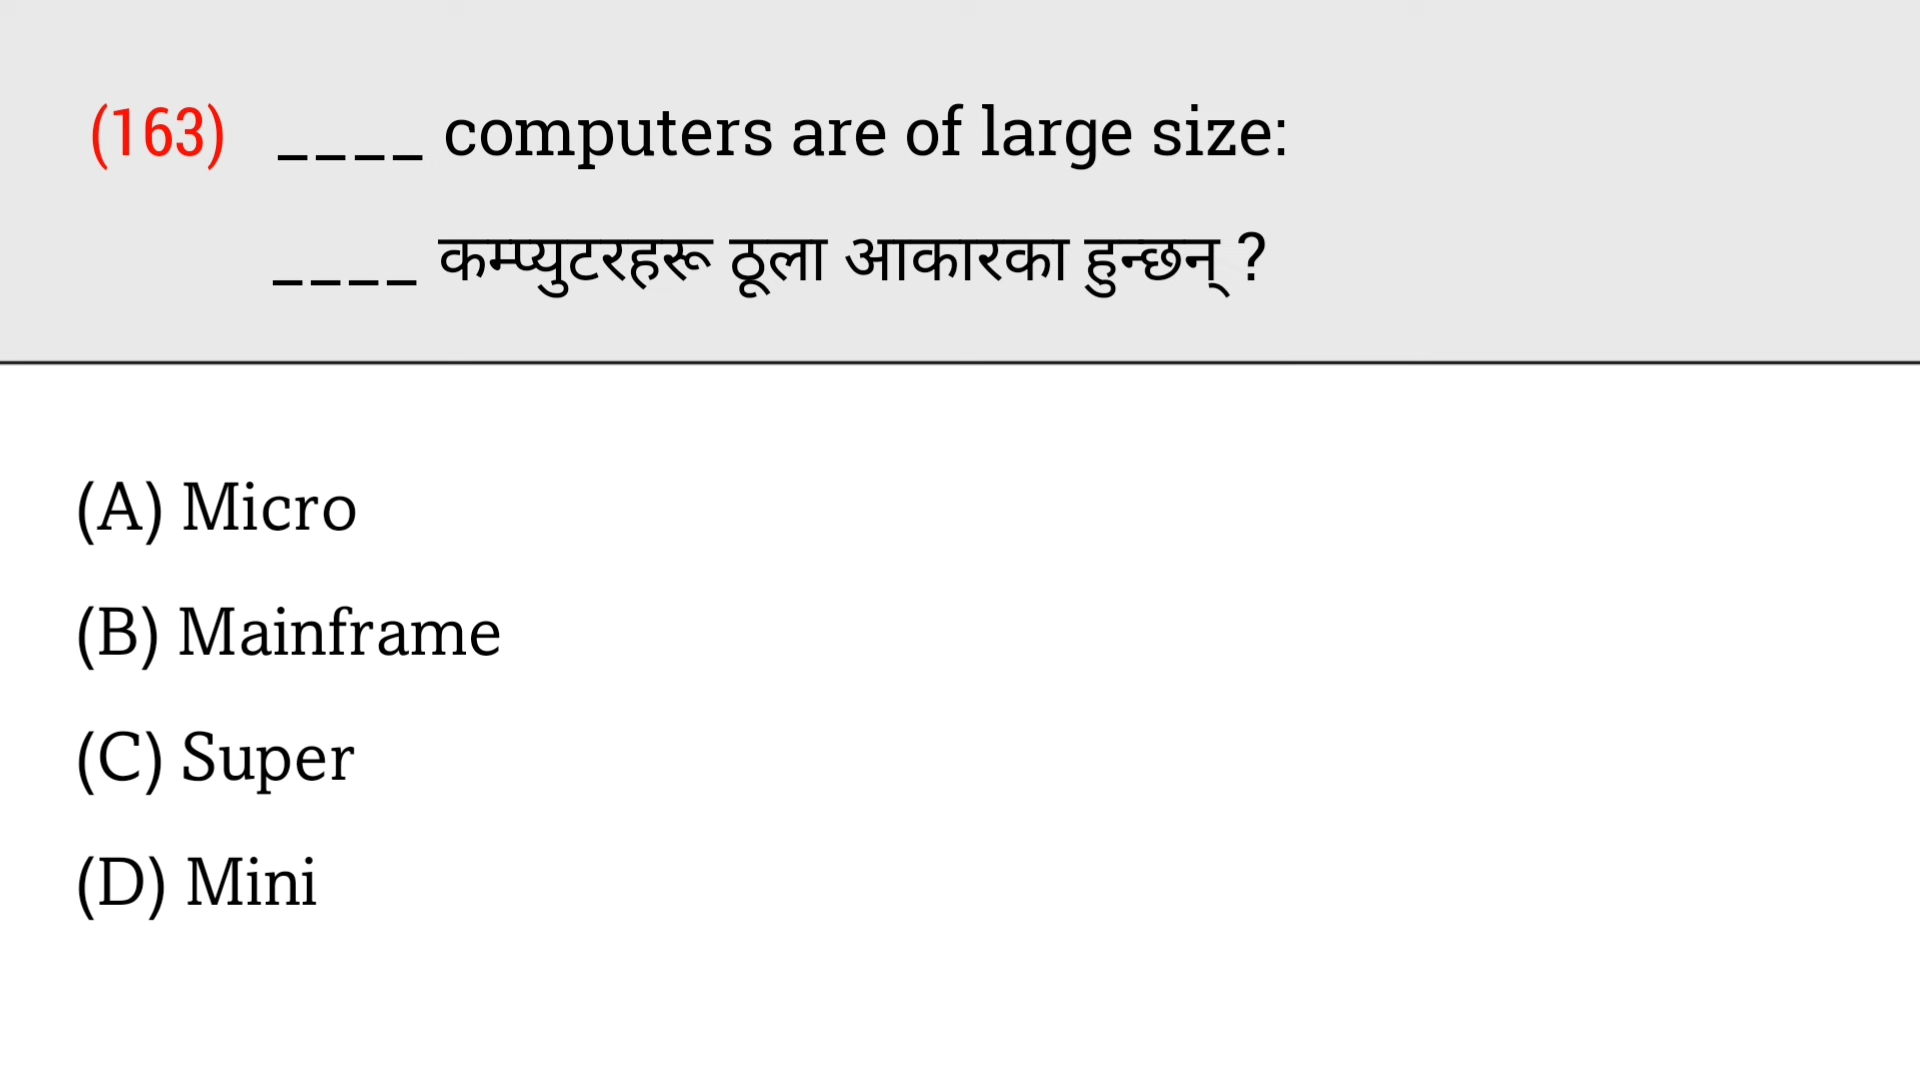 (163) ____ computers are of large size:
____ कम्प्युटरहरू ठूला आकारका हुन्छन् ?
(A) Micro
(B) Mainframe
(C) Super
(D) Mini